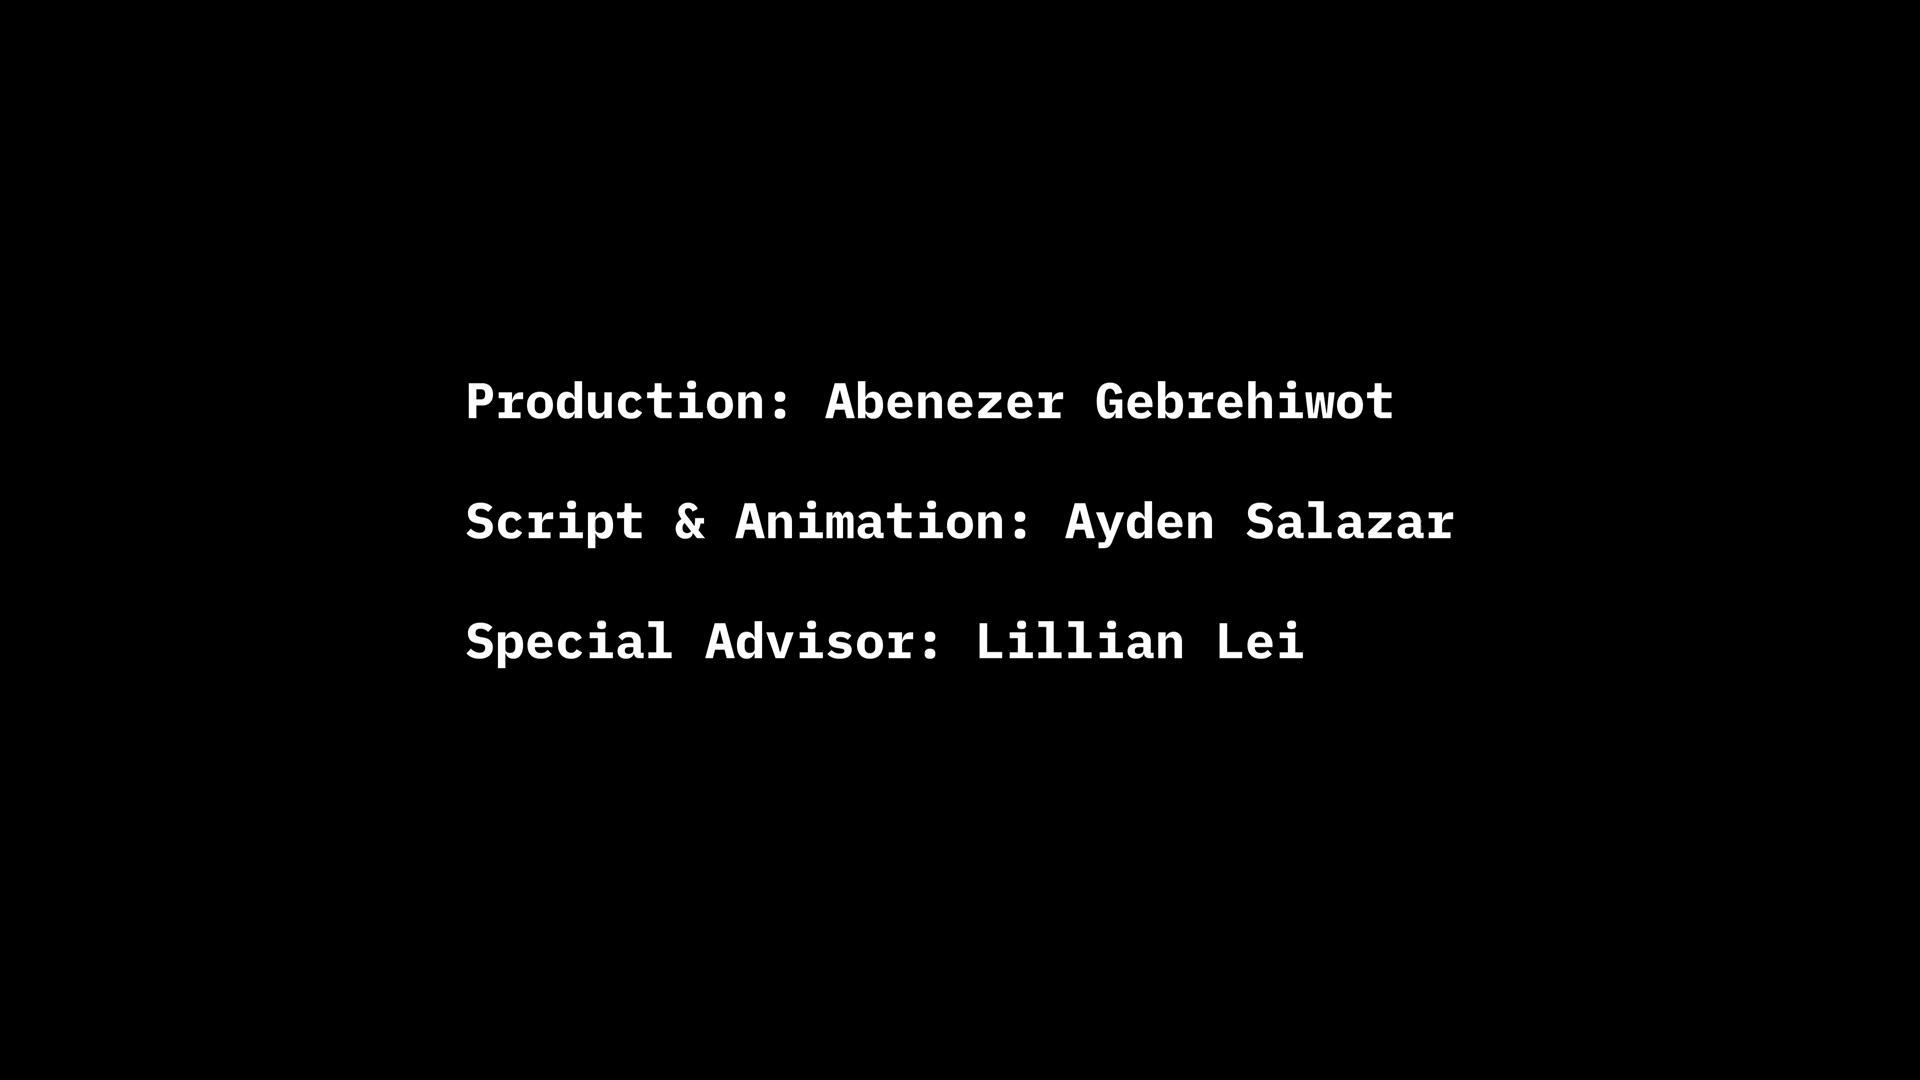 Production: Abenezer Gebrehiwot
Script & Animation: Ayden Salazar
Special Advisor: Lillian Lei